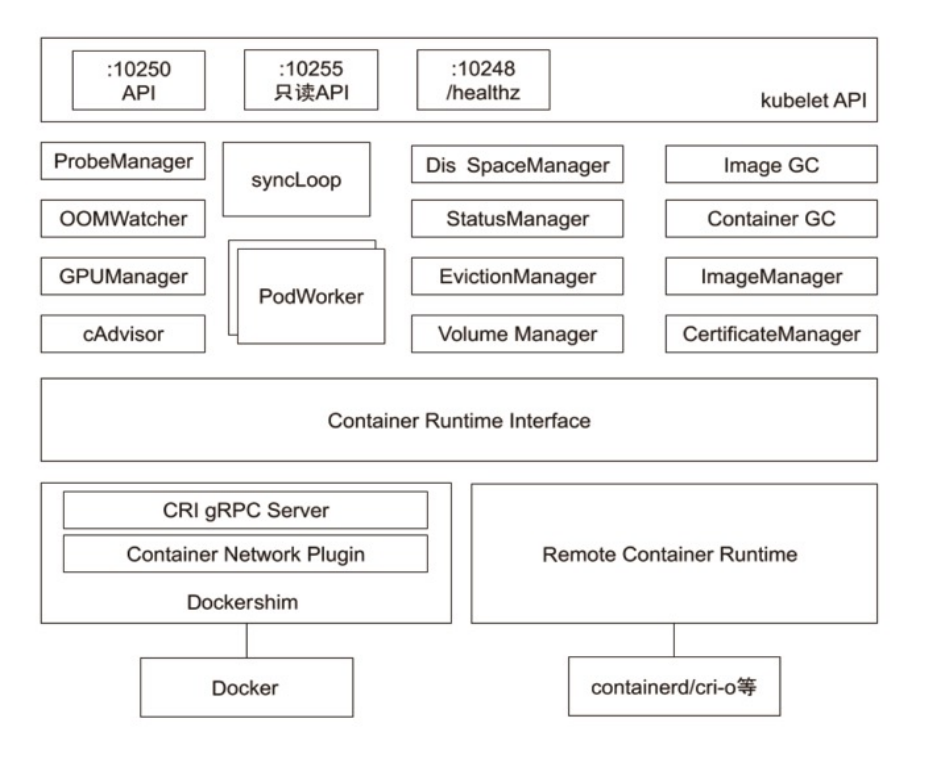 :10250
API
:10255
只读API
:10248
/healthz
kubelet API
ProbeManager
syncLoop
Dis SpaceManager
Image GC
OOMWatcher
StatusManager
Container GC
GPUManager
PodWorker
EvictionManager
ImageManager
cAdvisor
Volume Manager
CertificateManager
Container Runtime Interface
CRI gRPC Server
Container Network Plugin
Dockershim
Remote Container Runtime
Docker
containerd/cri-o等